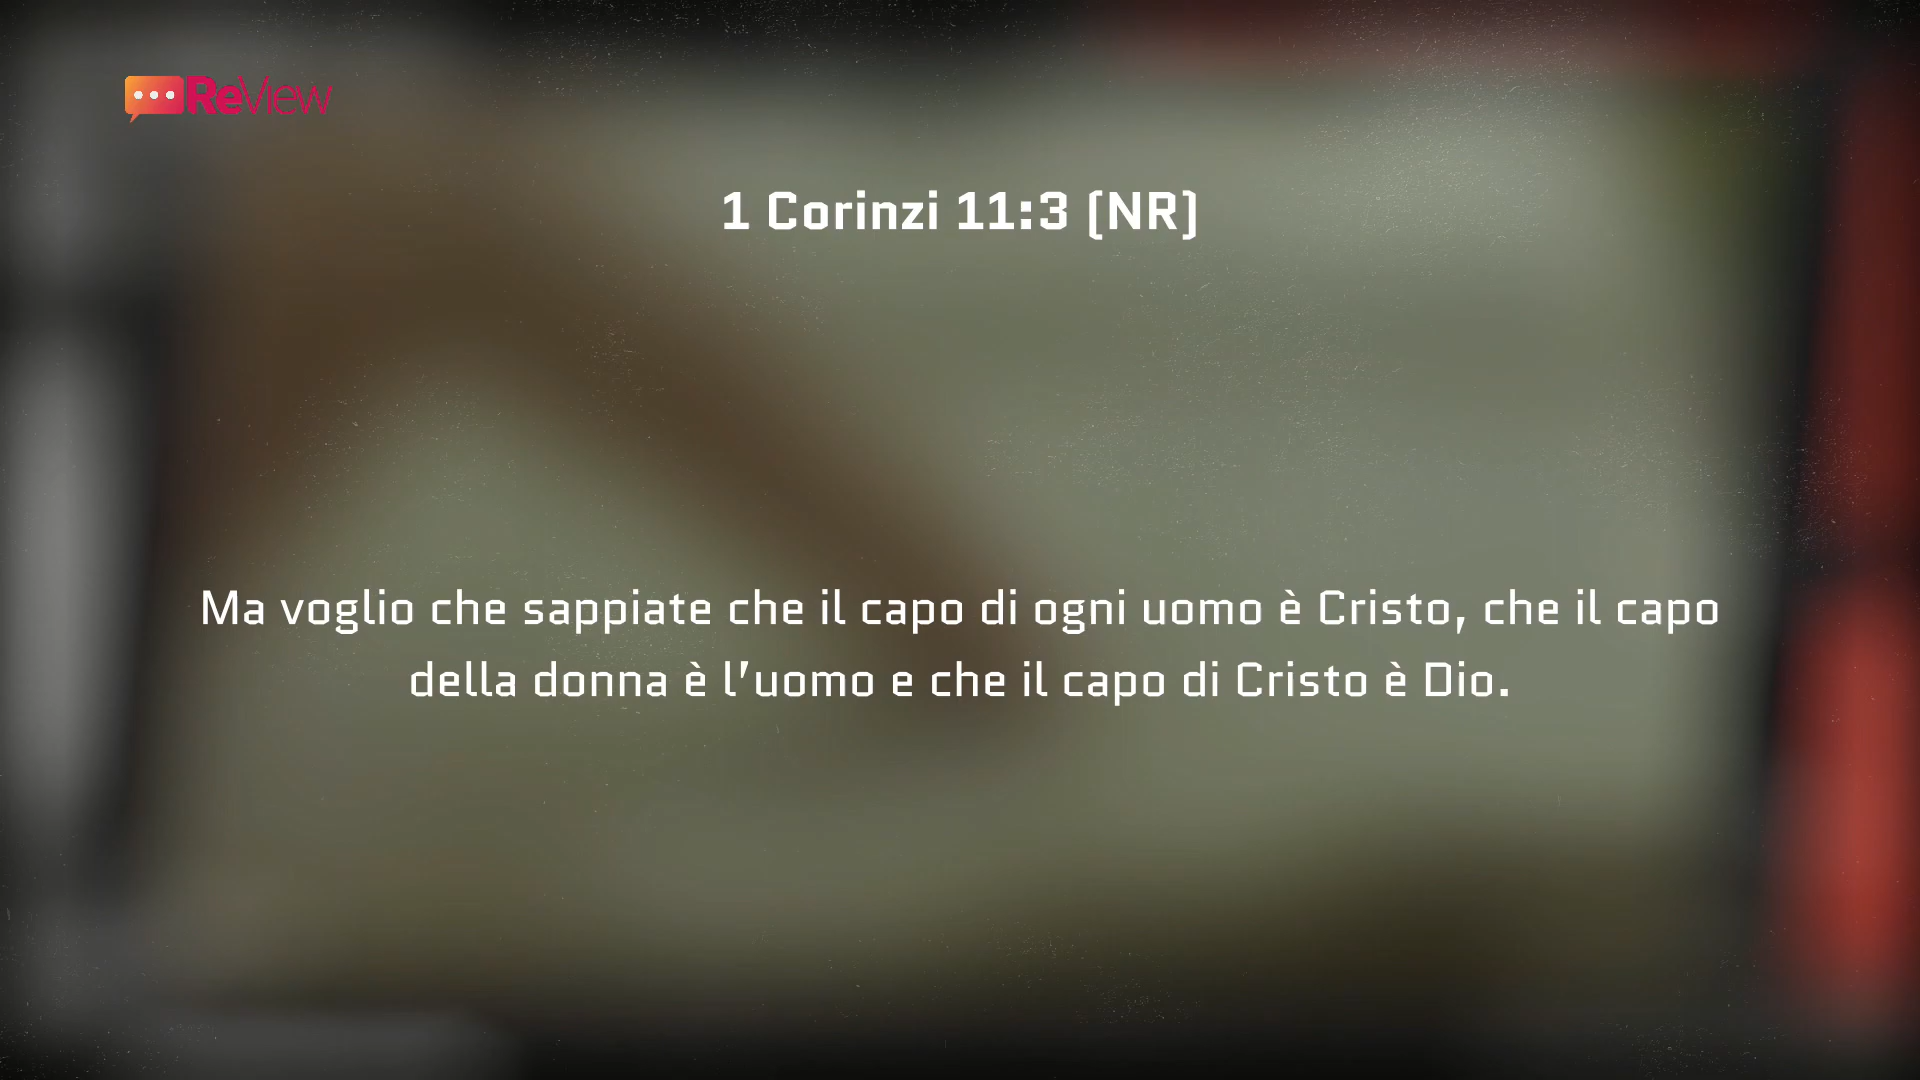 ReView
1 Corinzi 11:3 (NR)
Ma voglio che sappiate che il capo di ogni uomo è Cristo, che il capo
della donna è l’uomo e che il capo di Cristo è Dio.